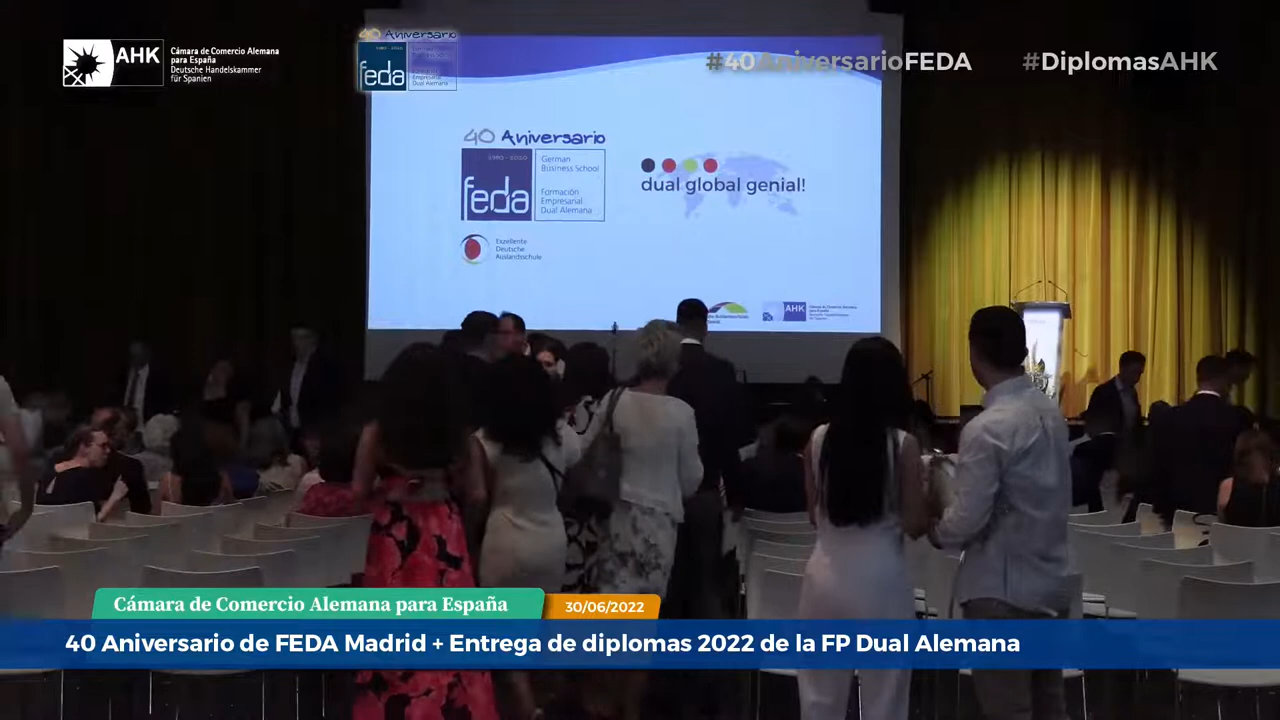 AHK
Cámara de Comercio Alemana
para España
Deutsche Handelskammer
für Spanien
40 Aniversario
feda
#40AniversarioFEDA
#DiplomasAHK
40 Aniversario
1980 - 2020
feda
German
Business School
Formación
Empresarial
Dual Alemana
dual global genial!
Exzellente
Deutsche
Auslandsschule
AHK
Cámara de Comercio Alemana para España
30/06/2022
40 Aniversario de FEDA Madrid + Entrega de diplomas 2022 de la FP Dual Alemana